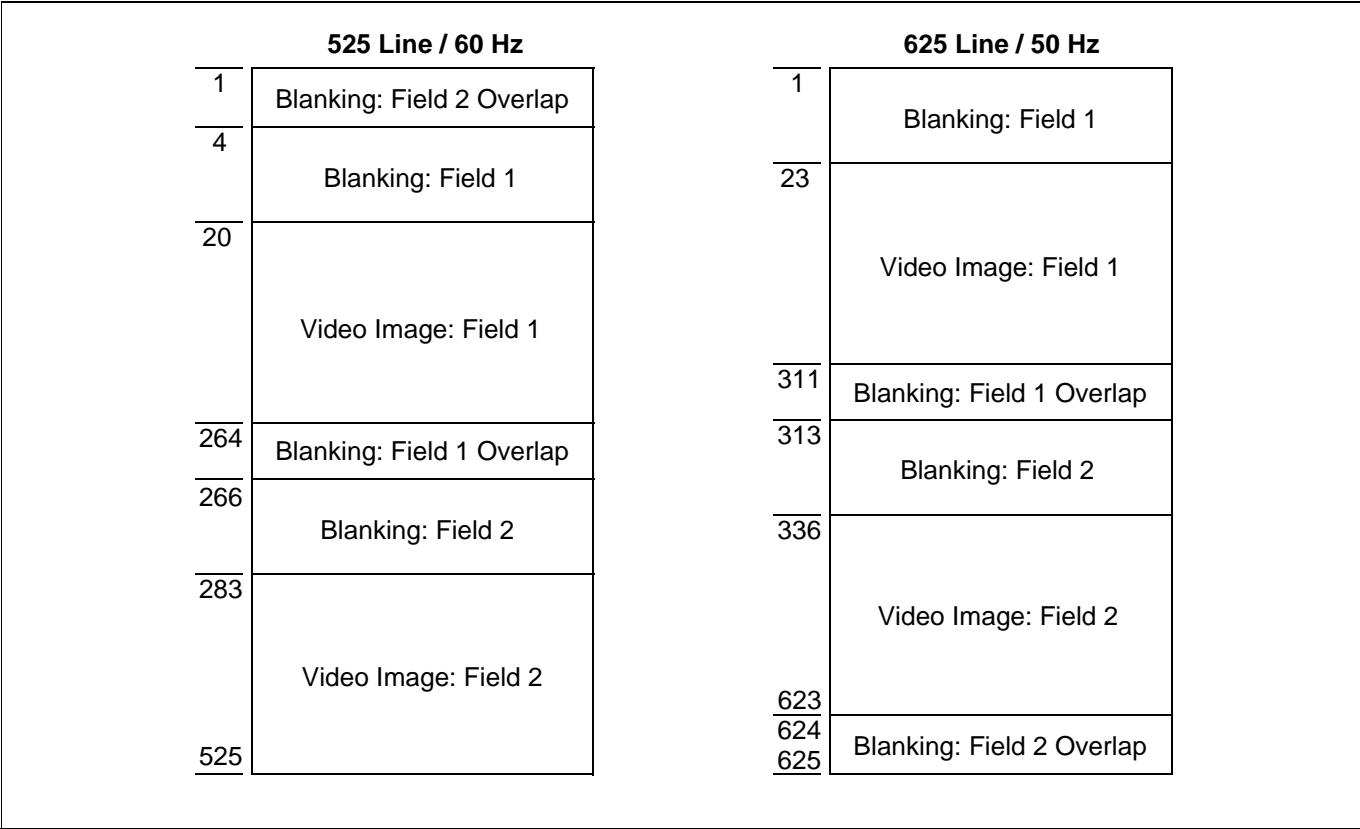 525 Line / 60 Hz
1
Blanking: Field 2 Overlap
4
Blanking: Field 1
20
Video Image: Field 1
264
Blanking: Field 1 Overlap
266
Blanking: Field 2
283
Video Image: Field 2
525
625 Line / 50 Hz
1
Blanking: Field 1
23
Video Image: Field 1
311
Blanking: Field 1 Overlap
313
Blanking: Field 2
336
Video Image: Field 2
623
624
Blanking: Field 2 Overlap
625